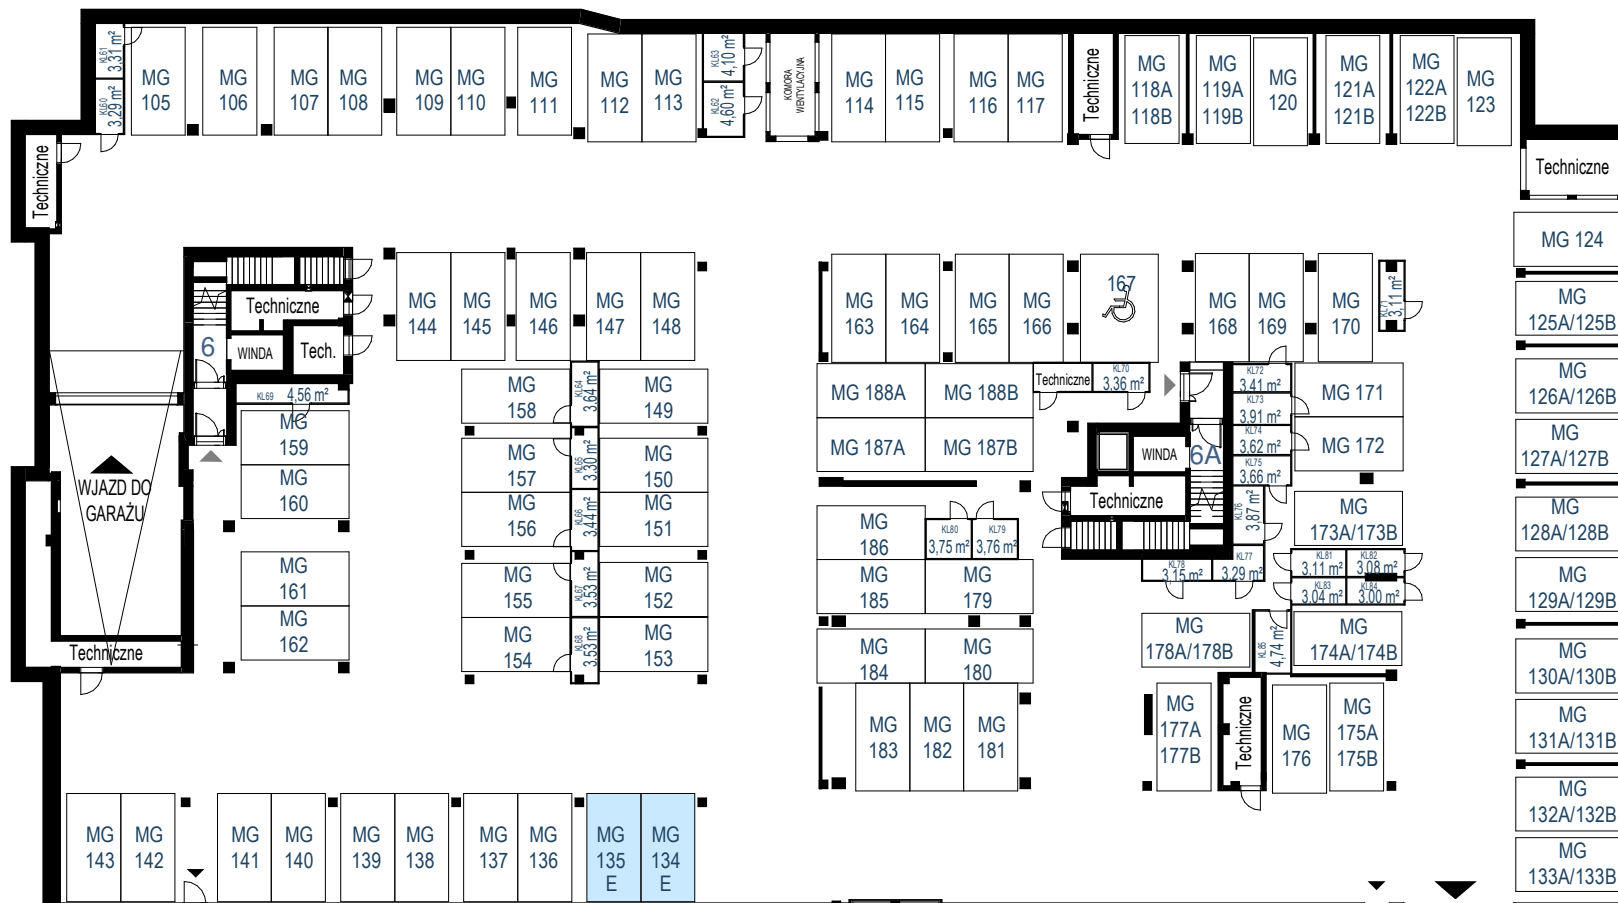 KL61
3.31 m²
KL60
3.29 m²
MG
105
MG
106
MG
107
MG
108
MG
109
MG
110
MG
111
MG
112
MG
113
KL63
4,10 m²
KL62
4,60 m²
KOMORA
WENTYLACYJNA
MG
114
MG
115
MG
116
MG
117
Techniczne
MG
118A
118B
MG
119A
119B
MG
120
MG
121A
121B
MG
122A
122B
MG
123
Techniczne
Techniczne
MG 124
MG
125A/125B
MG
126A/126B
MG
127A/127B
MG
128A/128B
MG
129A/129B
MG
130A/130B
MG
131A/131B
MG
132A/132B
MG
133A/133B
Techniczne
6
WINDA
Tech.
KL69 4,56 m²
MG
144
MG
145
MG
146
MG
147
MG
148
MG
163
MG
164
MG
165
MG
166
167
MG
168
MG
169
MG
170
KL71
3,11 m²
MG
158
KL64
3.64 m²
MG
149
MG
157
KL65
3.30 m²
MG
150
MG
156
KL66
3.44 m²
MG
151
MG
155
KL67
3.53 m²
MG
152
MG
154
KL68
3.53 m²
MG
153
MG
159
MG
160
MG
161
MG
162
WJAZD DO
GARAŻU
Techniczne
MG 188A
MG 188B
MG 187A
MG 187B
Techniczne
KL70
3.36 m²
KL72
3.41 m²
KL73
3.91 m²
KL74
3.62 m²
KL75
3.66 m²
MG 171
MG 172
WINDA
6A
Techniczne
KL76
3,87 m²
KL77
3.29 m²
KL78
3,15 m²
MG
173A/173B
KL81
3,11 m²
KL82
3.08 m²
KL83
3.04 m²
KL84
3.00 m²
MG
186
KL80
3,75 m²
KL79
3,76 m²
MG
185
MG
179
MG
184
MG
180
MG
183
MG
182
MG
181
MG
178A/178B
KL85
4,74 m²
MG
174A/174B
MG
177A
177B
Techniczne
MG
176
MG
175A
175B
MG
143
MG
142
MG
141
MG
140
MG
139
MG
138
MG
137
MG
136
MG
135
E
MG
134
E